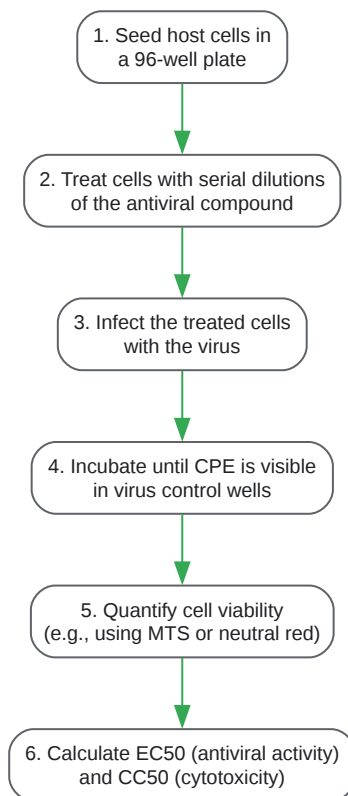 1. Seed host cells in
a 96-well plate
2. Treat cells with serial dilutions
of the antiviral compound
3. Infect the treated cells
with the virus
4. Incubate until CPE is visible
in virus control wells
5. Quantify cell viability
(e.g., using MTS or neutral red)
6. Calculate EC50 (antiviral activity)
and CC50 (cytotoxicity)